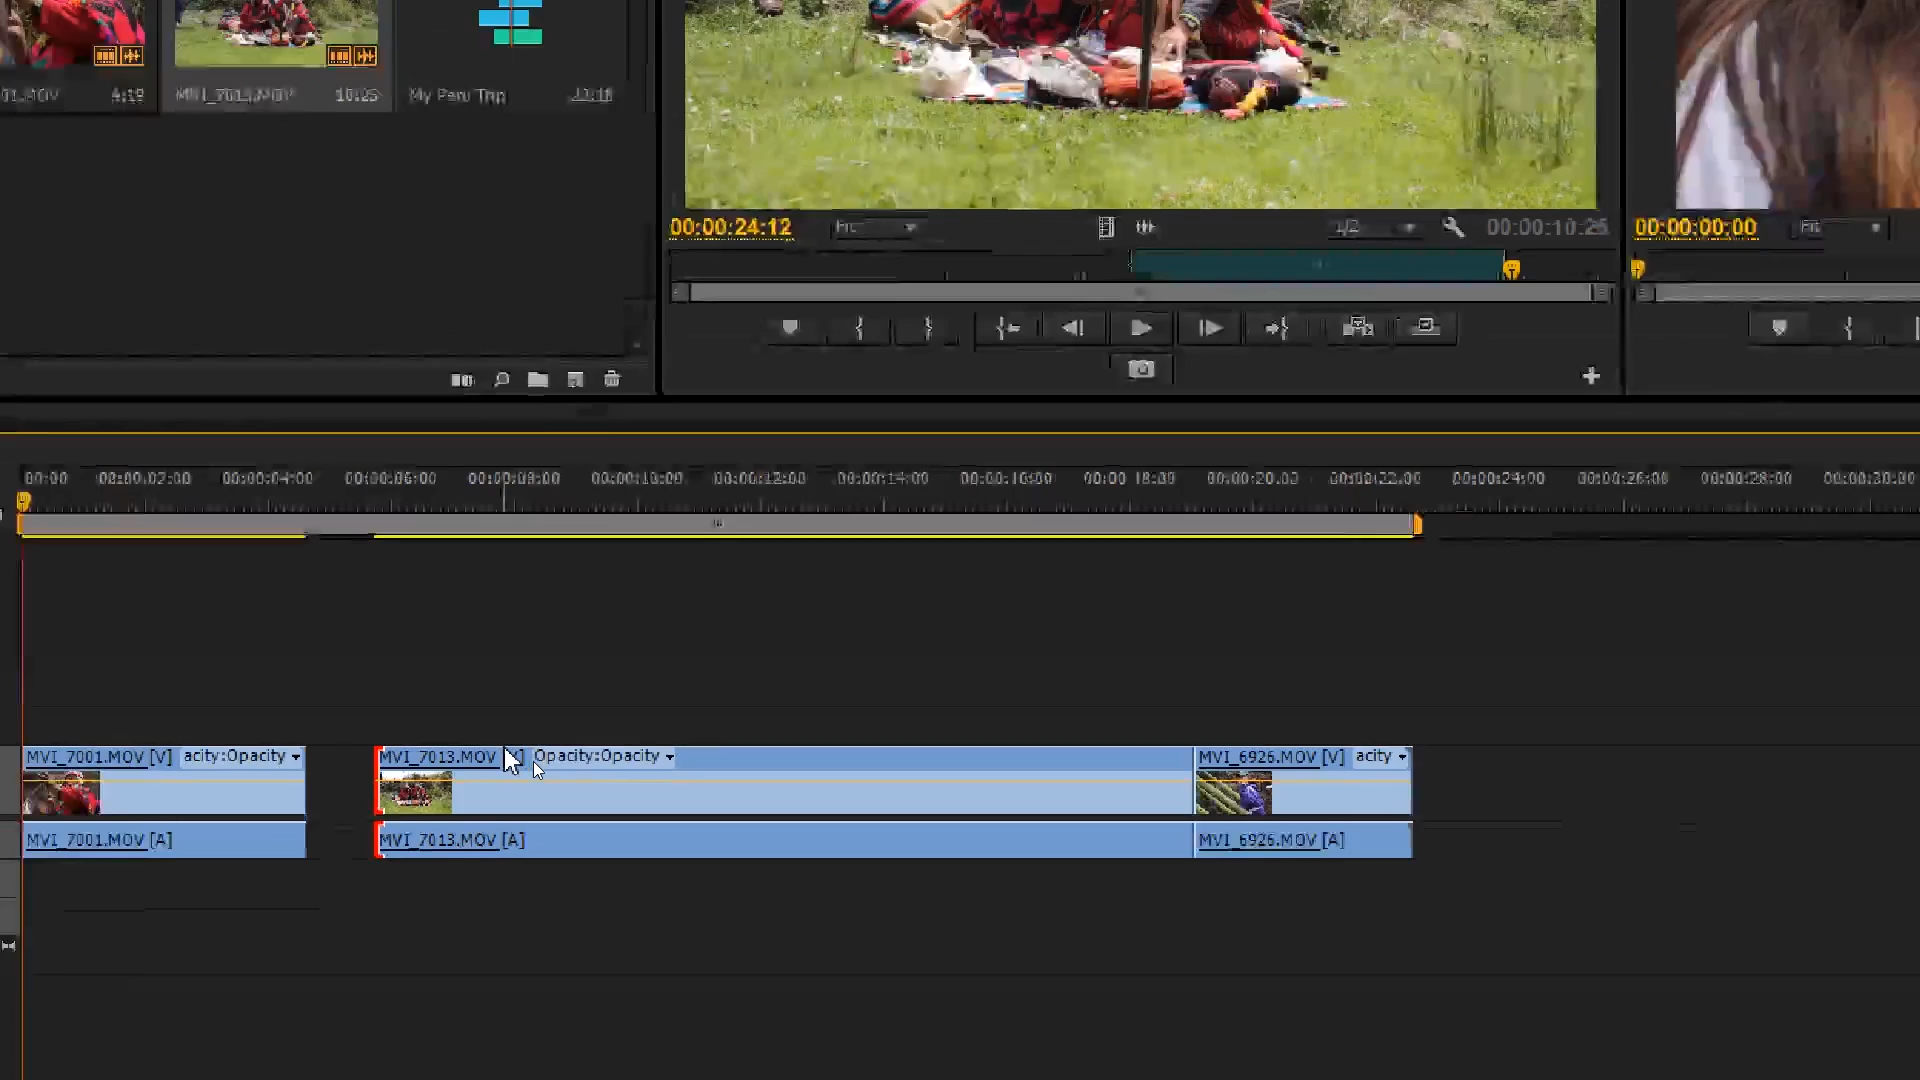 01.MOV 4:19 MVI_7013.MOV 10:25 My Peru Trip
00:00:24:12 Fit 1/2 00:00:10:25 00:00:00:00 Fit
00:00 00:00:02:00 00:00:04:00 00:00:06:00 00:00:08:00 00:00:10:00 00:00:12:00 00:00:14:00 00:00:16:00 00:00:18:00 00:00:20:00 00:00:22:00 00:00:24:00 00:00:26:00 00:00:28:00 00:00:30:00
MVI_7001.MOV [V] acity:Opacity MVI_7013.MOV Opacity:Opacity MVI_6926.MOV [V] acity
MVI_7001.MOV [A] MVI_7013.MOV [A] MVI_6926.MOV [A]